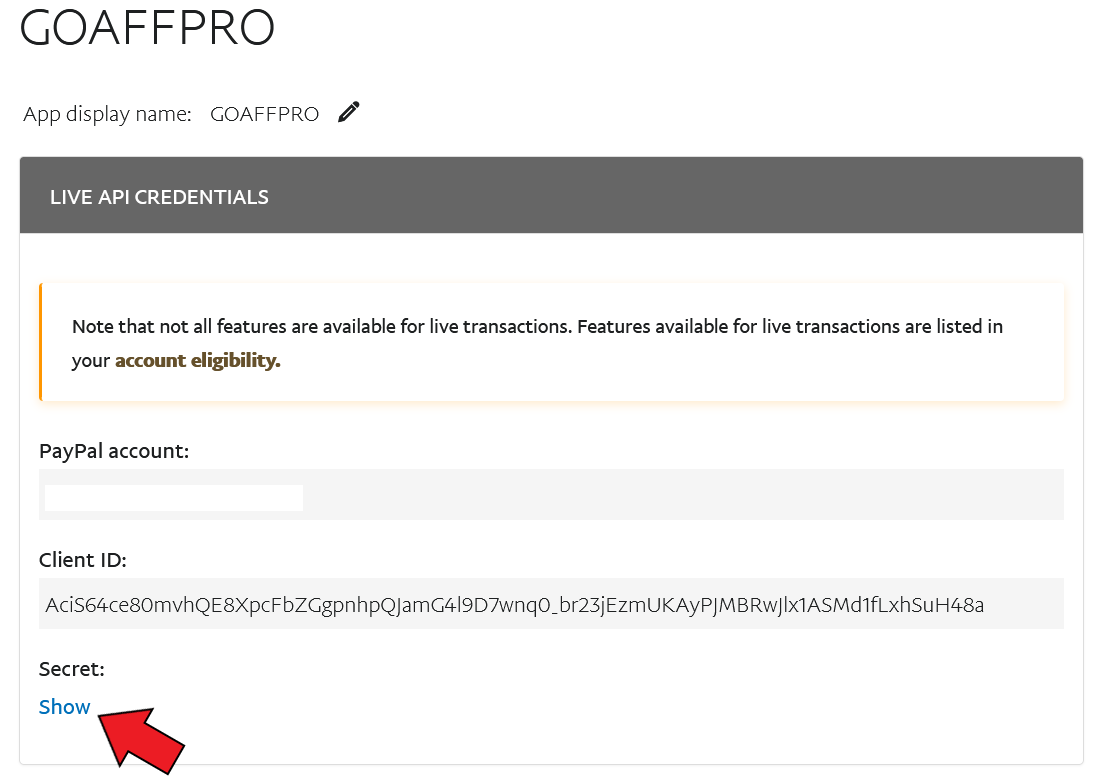 GOAFFPRO
App display name: GOAFFPRO
LIVE API CREDENTIALS
Note that not all features are available for live transactions. Features available for live transactions are listed in
your account eligibility.
PayPal account:
Client ID:
AciS64ce80mvhQE8XpcFbZGgpnhpQJamG4l9D7wnq0_br23jEzmUKAyPJMBRwJlx1ASMd1fLxhSuH48a
Secret:
Show